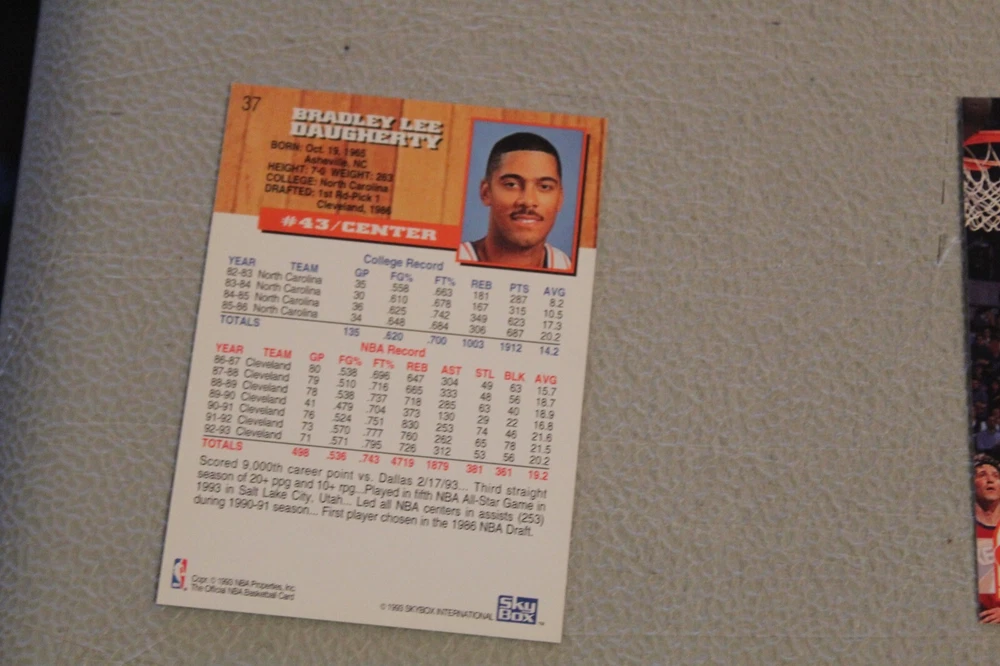 37
BRADLEY LEE
DAUGHERTY
BORN: Oct. 19, 1965
Asheville, NC
HEIGHT: 7-0 WEIGHT: 263
COLLEGE: North Carolina
DRAFTED: 1st Rd-Pick 1
Cleveland, 1986
#43/CENTER
College Record
YEAR TEAM GP FG% FT% REB PTS AVG
82-83 North Carolina 35 .558 .663 181 287 8.2
83-84 North Carolina 30 .610 .678 167 315 10.5
84-85 North Carolina 36 .625 .742 349 623 17.3
85-86 North Carolina 34 .648 .684 306 687 20.2
TOTALS 135 .620 .700 1003 1912 14.2
NBA Record
YEAR TEAM GP FG% FT% REB AST STL BLK AVG
86-87 Cleveland 80 .538 .696 647 304 49 63 15.7
87-88 Cleveland 79 .510 .716 665 333 48 56 18.7
88-89 Cleveland 78 .538 .737 718 285 63 40 18.9
89-90 Cleveland 41 .479 .704 373 130 29 22 16.8
90-91 Cleveland 76 .524 .751 830 253 74 46 21.6
91-92 Cleveland 73 .570 .777 760 262 65 78 21.5
92-93 Cleveland 71 .571 .795 726 312 53 56 20.2
TOTALS 498 .536 .743 4719 1879 381 361 19.2
Scored 9,000th career point vs. Dallas 2/17/93... Third straight
season of 20+ ppg and 10+ rpg...Played in fifth NBA All-Star Game in
1993 in Salt Lake City, Utah... Led all NBA centers in assists (253)
during 1990-91 season... First player chosen in the 1986 NBA Draft.
Copr. © 1993 NBA Properties, Inc.
The Official NBA Basketball Card
© 1993 SKYBOX INTERNATIONAL
Sky
Box
™